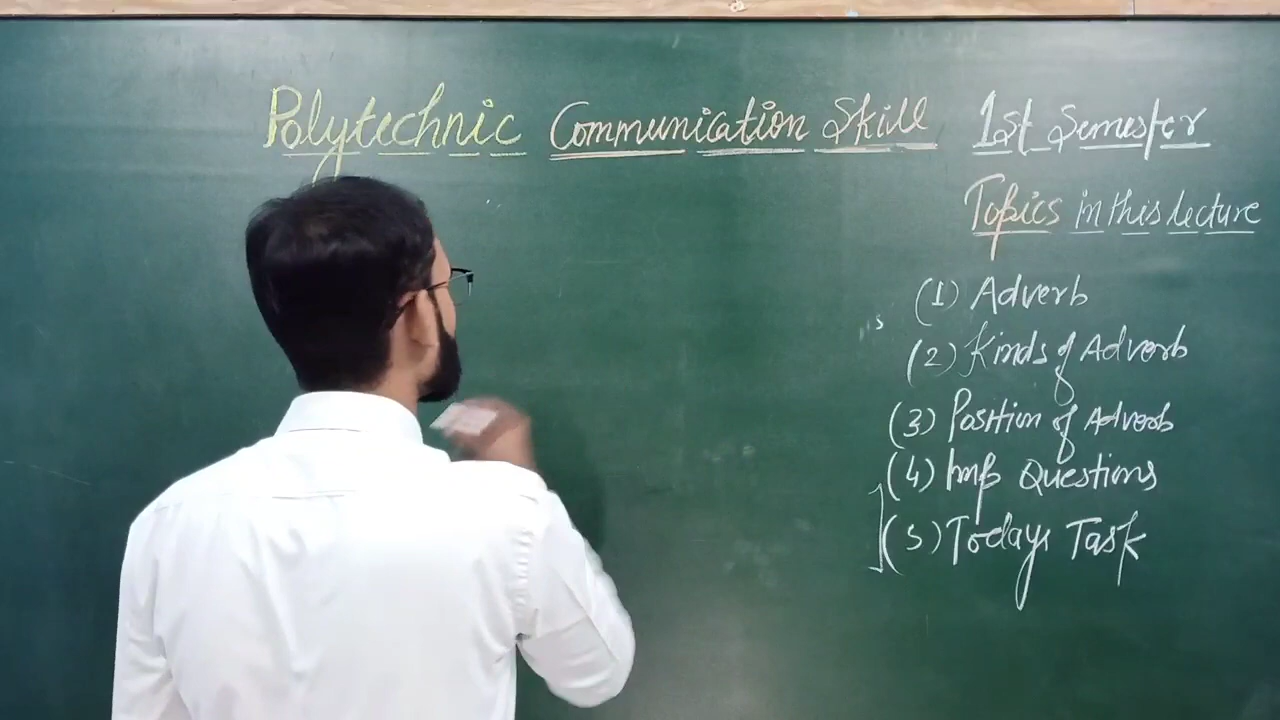 Polytechnic Communication Skill 1st Semester
Topics in this lecture
(1) Adverb
(2) Kinds of Adverb
(3) Position of Adverb
(4) Imp Questions
(5) Todays Task